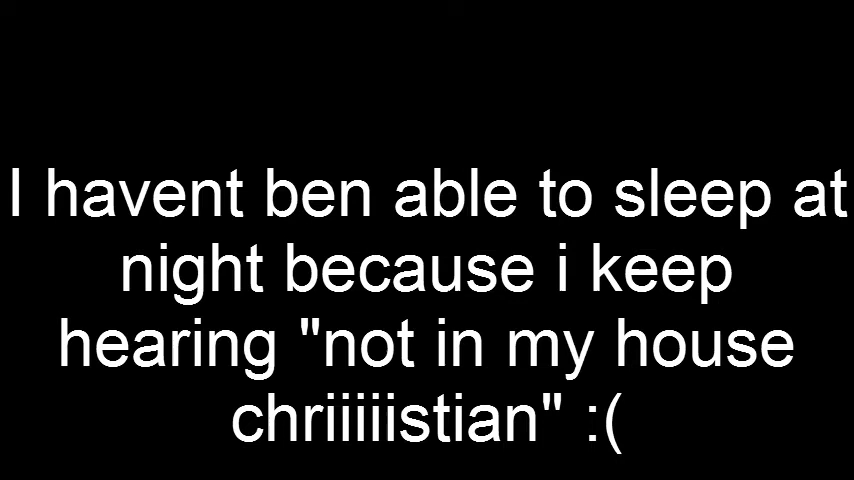 I havent ben able to sleep at
night because i keep
hearing "not in my house
chriiiiistian" :(